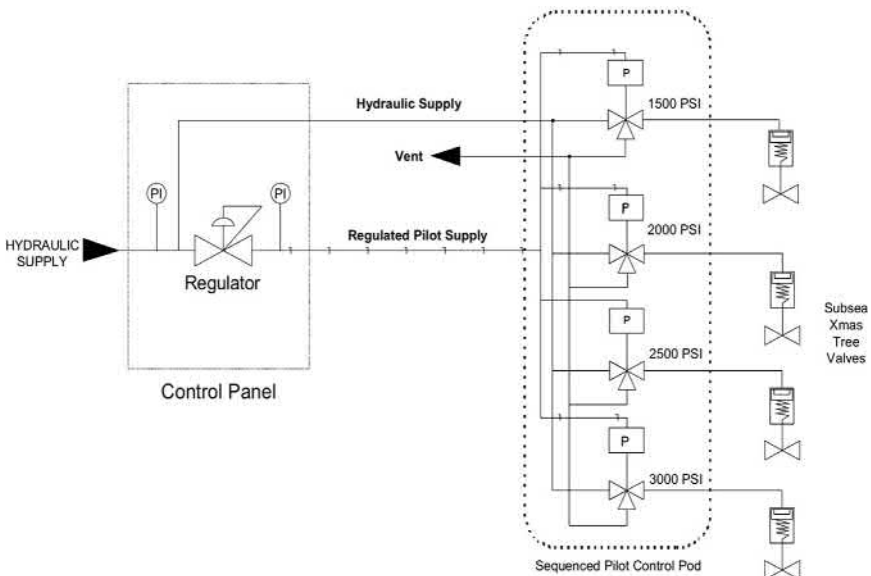 P
1500 PSI
Hydraulic Supply
Vent
PI
PI
P
2000 PSI
HYDRAULIC
SUPPLY
Regulated Pilot Supply
Regulator
P
2500 PSI
Subsea
Xmas
Tree
Valves
Control Panel
P
3000 PSI
Sequenced Pilot Control Pod